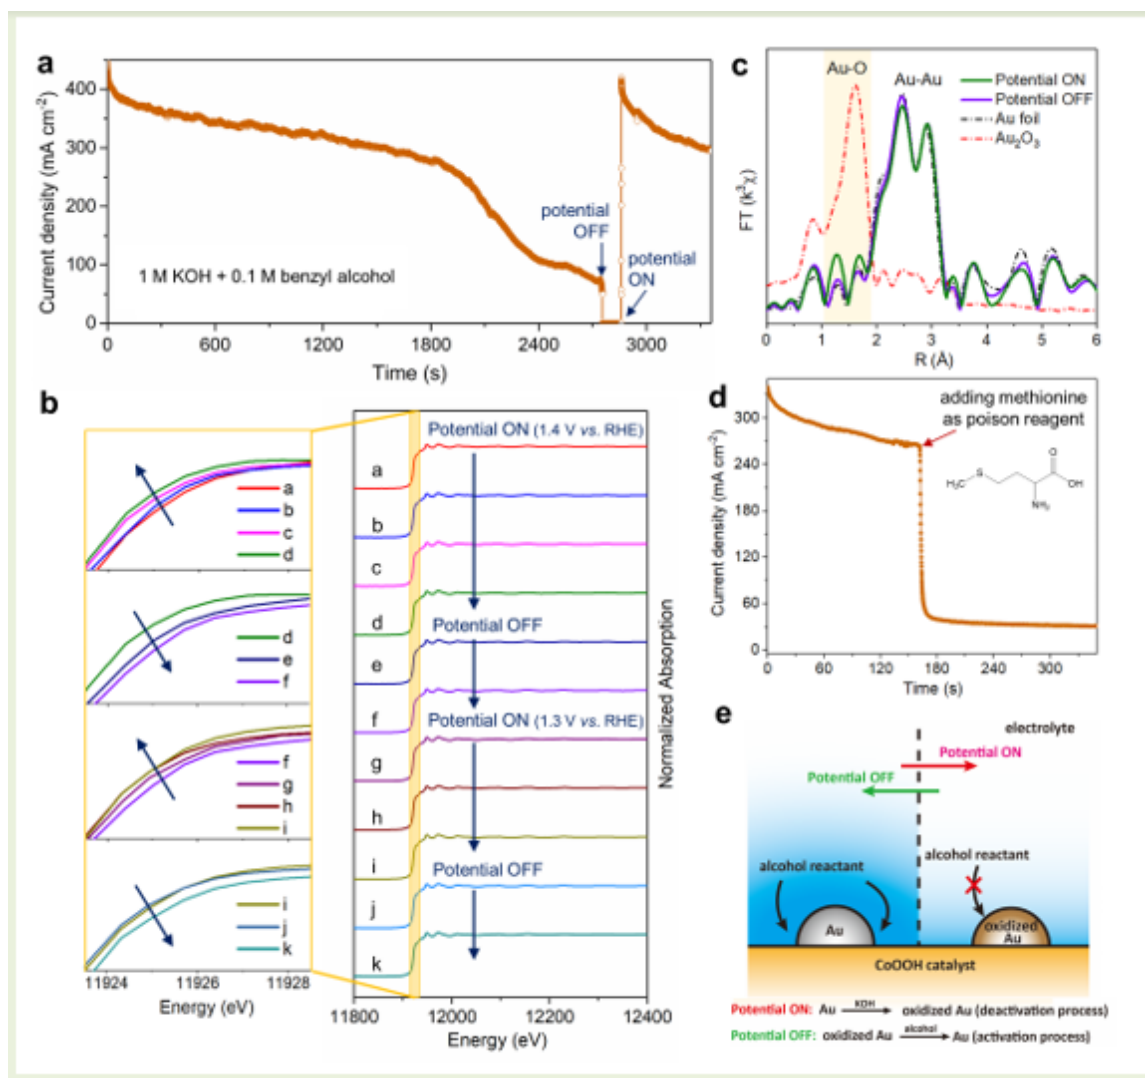 a
Current density (mA cm⁻²)
400
300
200
100
0
potential
OFF
potential
ON
1 M KOH + 0.1 M benzyl alcohol
0
600
1200
1800
2400
3000
Time (s)
b
a
b
c
d
d
e
f
f
g
h
i
i
j
k
11924
11926
11928
Energy (eV)
Potential ON (1.4 V vs. RHE)
a
b
c
d
Potential OFF
e
f
Potential ON (1.3 V vs. RHE)
g
h
i
Potential OFF
j
k
11800
12000
12200
12400
Energy (eV)
Normalized Absorption
c
Au-O
Au-Au
Potential ON
Potential OFF
Au foil
Au₂O₃
FT (k³χ)
0
1
2
3
4
5
6
R (Å)
d
adding methionine
as poison reagent
H₃C
S
O
OH
NH₂
Current density (mA cm⁻²)
300
240
180
120
60
0
0
60
120
180
240
300
Time (s)
e
electrolyte
Potential ON
Potential OFF
alcohol reactant
alcohol reactant
Au
oxidized
Au
CoOOH catalyst
Potential ON: Au KOH oxidized Au (deactivation process)
Potential OFF: oxidized Au alcohol Au (activation process)